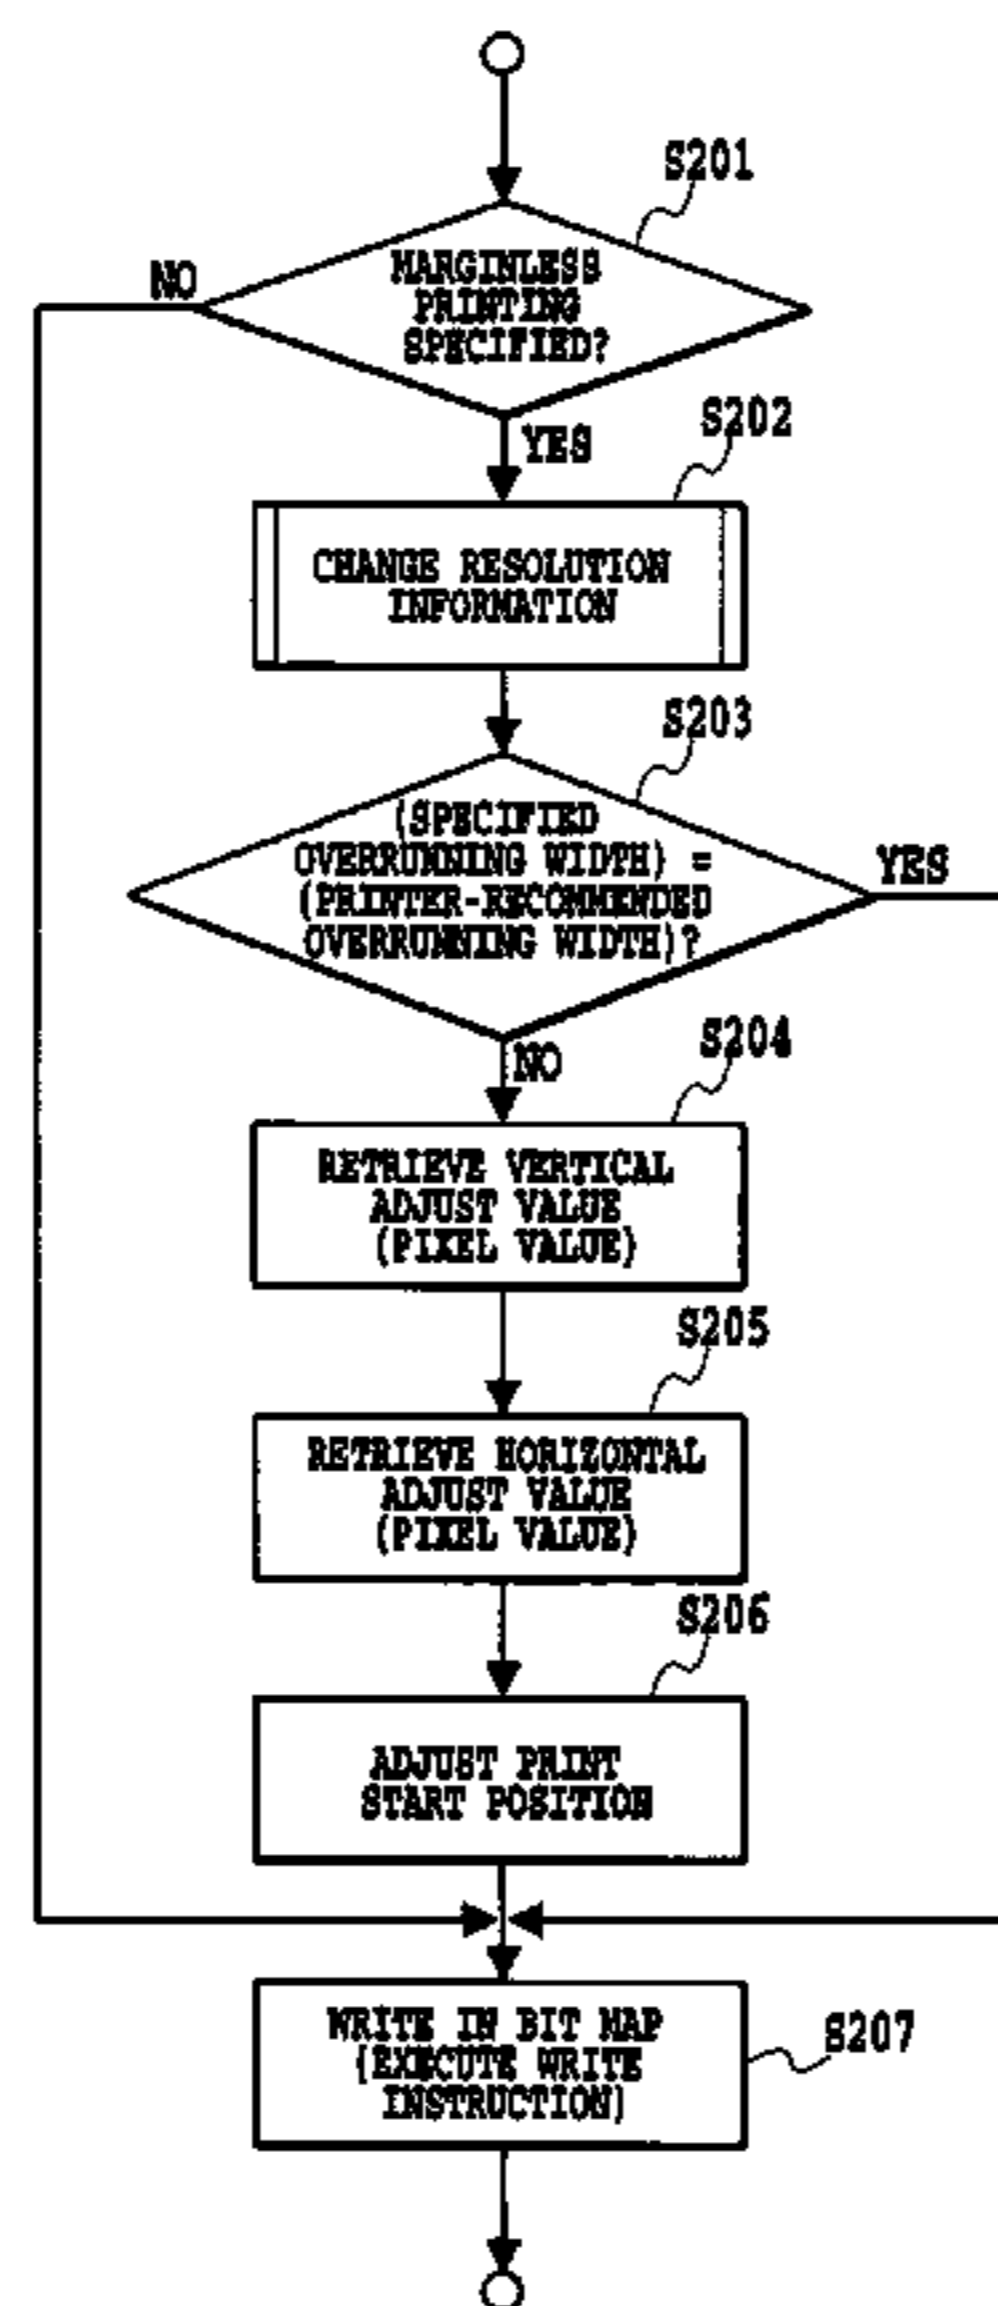 S201
NO
MARGINLESS
PRINTING
SPECIFIED?
YES
S202
CHANGE RESOLUTION
INFORMATION
S203
(SPECIFIED
OVERRUNNING WIDTH) =
(PRINTER-RECOMMENDED
OVERRUNNING WIDTH)?
YES
NO
S204
RETRIEVE VERTICAL
ADJUST VALUE
(PIXEL VALUE)
S205
RETRIEVE HORIZONTAL
ADJUST VALUE
(PIXEL VALUE)
S206
ADJUST PRINT
START POSITION
WRITE IN BIT MAP
(EXECUTE WRITE
INSTRUCTION)
S207